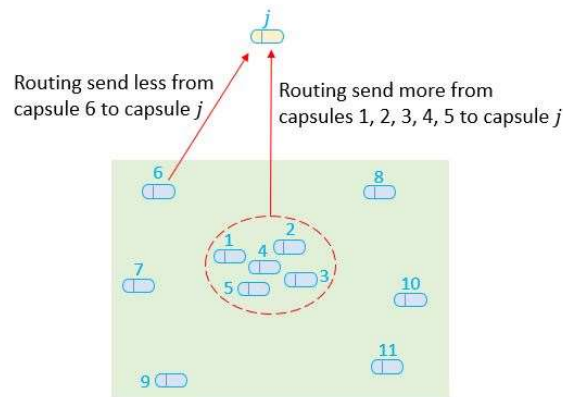 j
Routing send less from
capsule 6 to capsule j
Routing send more from
capsules 1, 2, 3, 4, 5 to capsule j
6
8
1
2
4
3
5
7
10
11
9